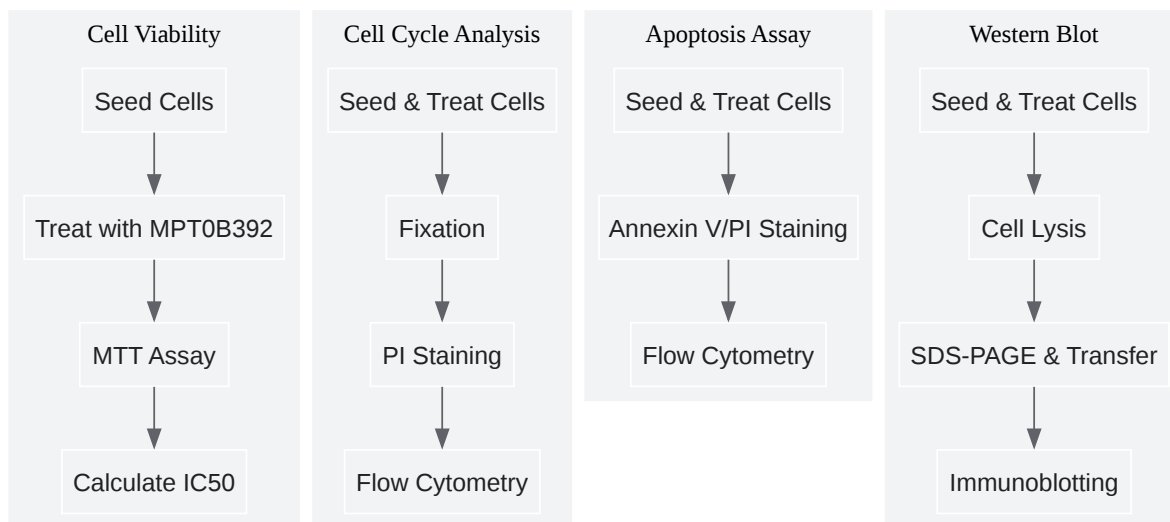 Cell Viability
Seed Cells
Treat with MPT0B392
MTT Assay
Calculate IC50
Cell Cycle Analysis
Seed & Treat Cells
Fixation
PI Staining
Flow Cytometry
Apoptosis Assay
Seed & Treat Cells
Annexin V/PI Staining
Flow Cytometry
Western Blot
Seed & Treat Cells
Cell Lysis
SDS-PAGE & Transfer
Immunoblotting